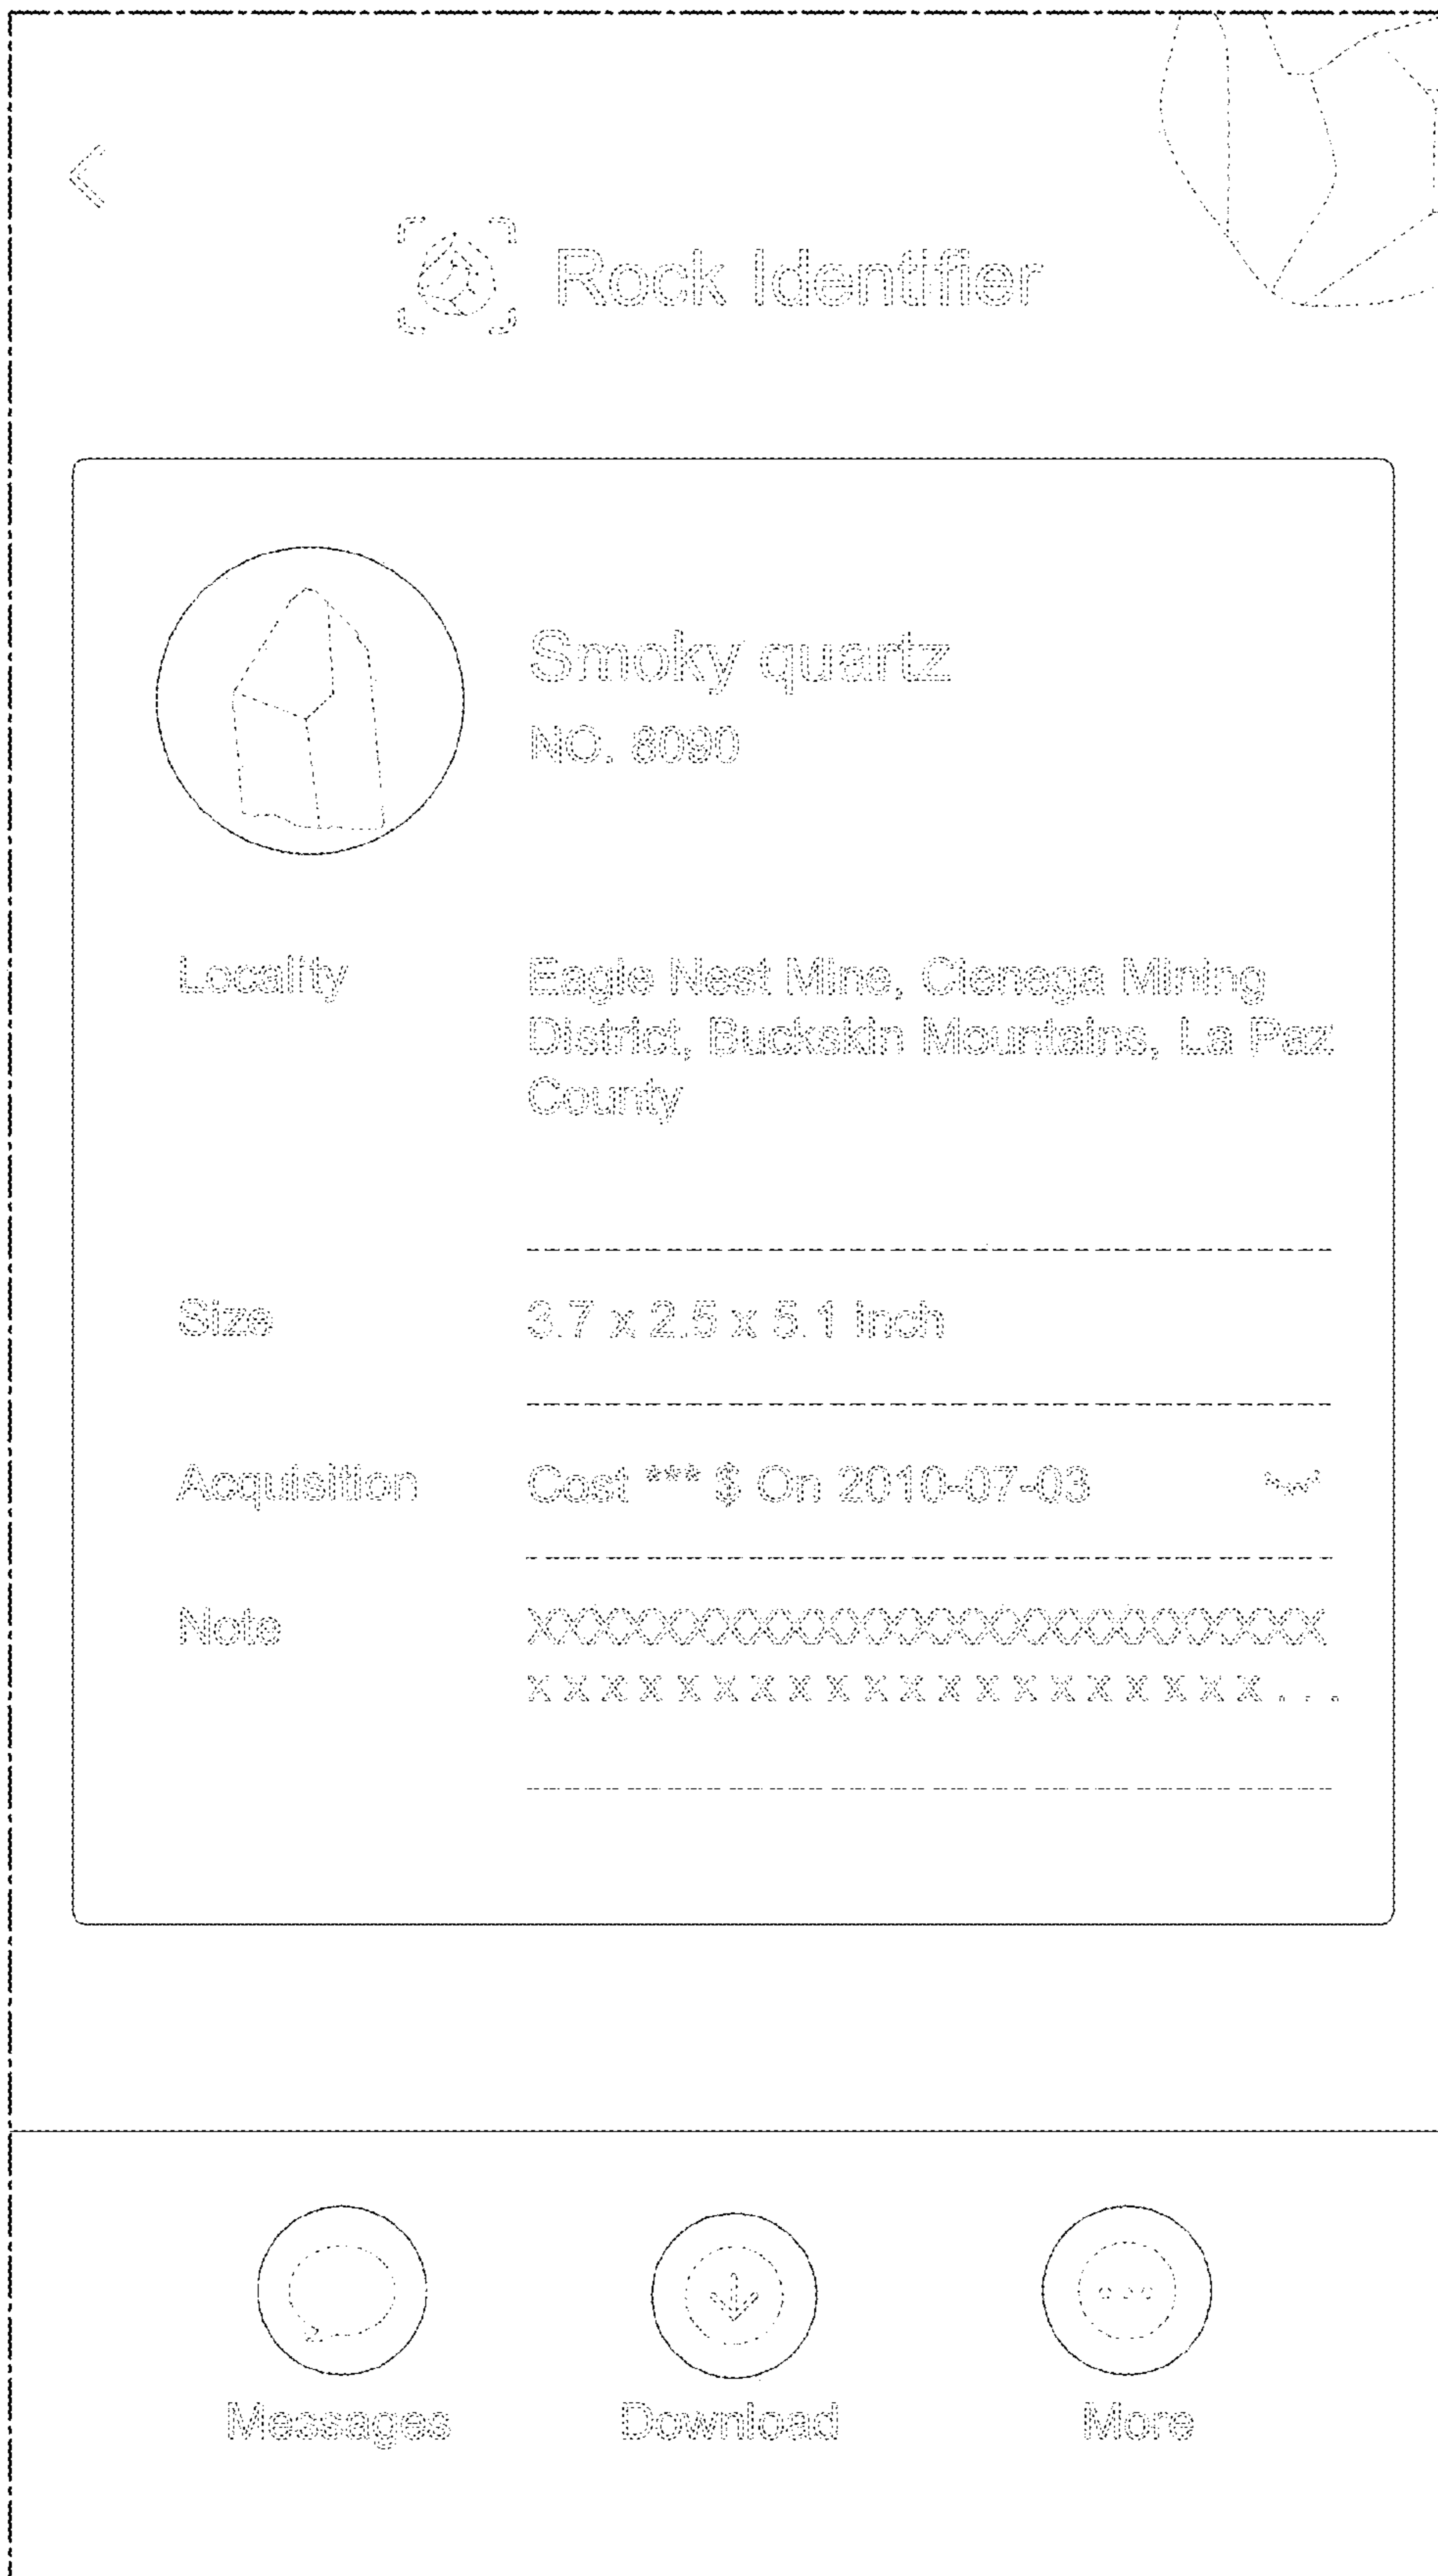 Rock Identifier
Smoky quartz
NO. 8090
Locality
Eagle Nest Mine, Cienega Mining
District, Buckskin Mountains, La Paz
County
Size
3.7 x 2.5 x 5.1 inch
Acquisition
Cost *** $ On 2010-07-03
Note
XXXXXXXXXXXXXXXXXXXXXXXX
x x x x x x x x x x x x x x x x x x x x . . .
Messages
Download
More